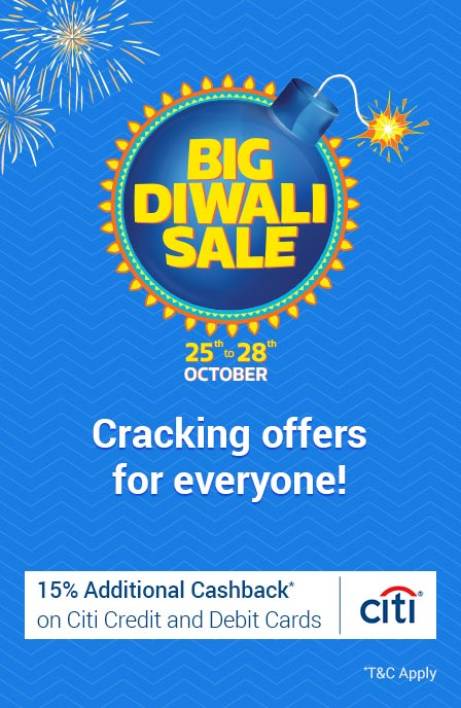 BIG
DIWALI
SALE
25th to 28th
OCTOBER
Cracking offers
for everyone!
15% Additional Cashback*
on Citi Credit and Debit Cards
citi®
*T&C Apply